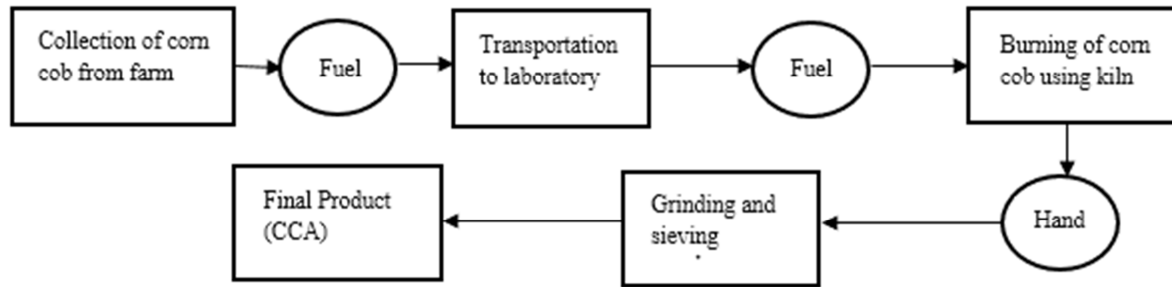 Collection of corn
cob from farm
Fuel
Transportation
to laboratory
Fuel
Burning of corn
cob using kiln
Hand
Grinding and
sieving
Final Product
(CCA)